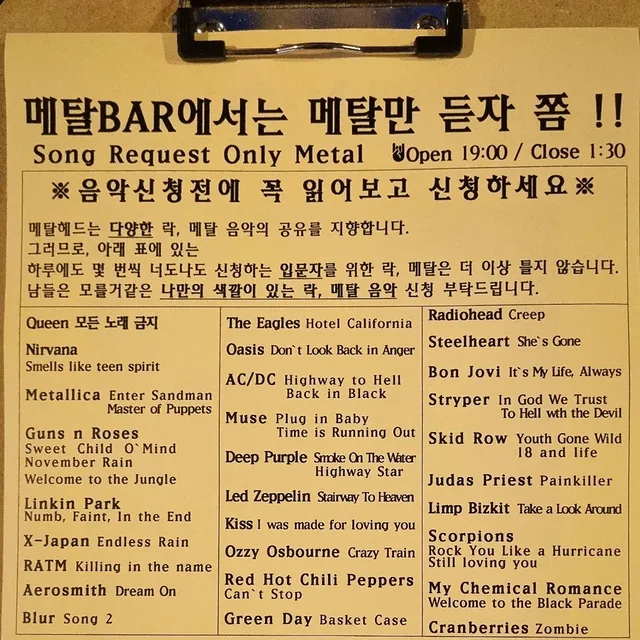 메탈BAR에서는 메탈만 듣자 쫌 !!
Song Request Only Metal 🤘Open 19:00 / Close 1:30
※음악신청전에 꼭 읽어보고 신청하세요※
메탈헤드는 다양한 락, 메탈 음악의 공유를 지향합니다.
그러므로, 아래 표에 있는
하루에도 몇 번씩 너도나도 신청하는 입문자를 위한 락, 메탈은 더 이상 틀지 않습니다.
남들은 모를거같은 나만의 색깔이 있는 락, 메탈 음악 신청 부탁드립니다.
Queen 모든 노래 금지
Nirvana
Smells like teen spirit
Metallica Enter Sandman
Master of Puppets
Guns n Roses
Sweet Child O`Mind
November Rain
Welcome to the Jungle
Linkin Park
Numb, Faint, In the End
X-Japan Endless Rain
RATM Killing in the name
Aerosmith Dream On
Blur Song 2
The Eagles Hotel California
Oasis Don`t Look Back in Anger
AC/DC Highway to Hell
Back in Black
Muse Plug in Baby
Time is Running Out
Deep Purple Smoke On The Water
Highway Star
Led Zeppelin Stairway To Heaven
Kiss I was made for loving you
Ozzy Osbourne Crazy Train
Red Hot Chili Peppers
Can`t Stop
Green Day Basket Case
Radiohead Creep
Steelheart She`s Gone
Bon Jovi It`s My Life, Always
Stryper In God We Trust
To Hell wth the Devil
Skid Row Youth Gone Wild
18 and life
Judas Priest Painkiller
Limp Bizkit Take a Look Around
Scorpions
Rock You Like a Hurricane
Still loving you
My Chemical Romance
Welcome to the Black Parade
Cranberries Zombie